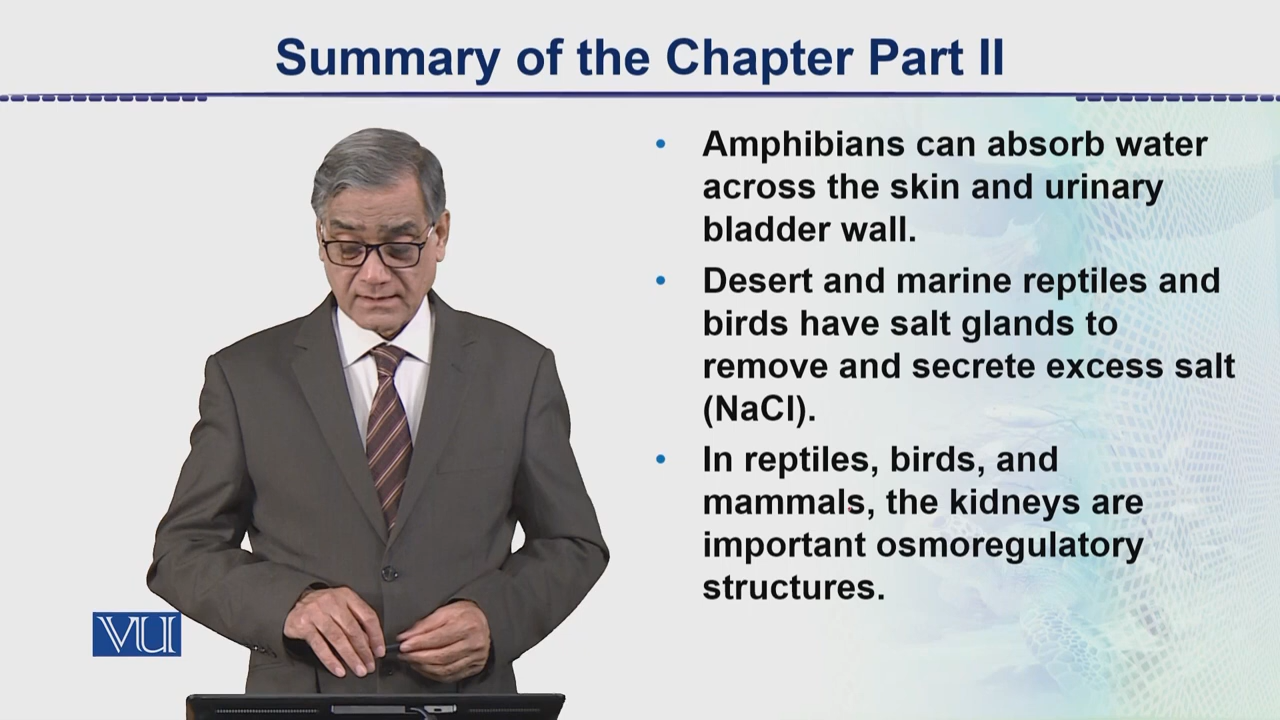 Summary of the Chapter Part II
• Amphibians can absorb water
across the skin and urinary
bladder wall.
• Desert and marine reptiles and
birds have salt glands to
remove and secrete excess salt
(NaCl).
• In reptiles, birds, and
mammals, the kidneys are
important osmoregulatory
structures.
VU